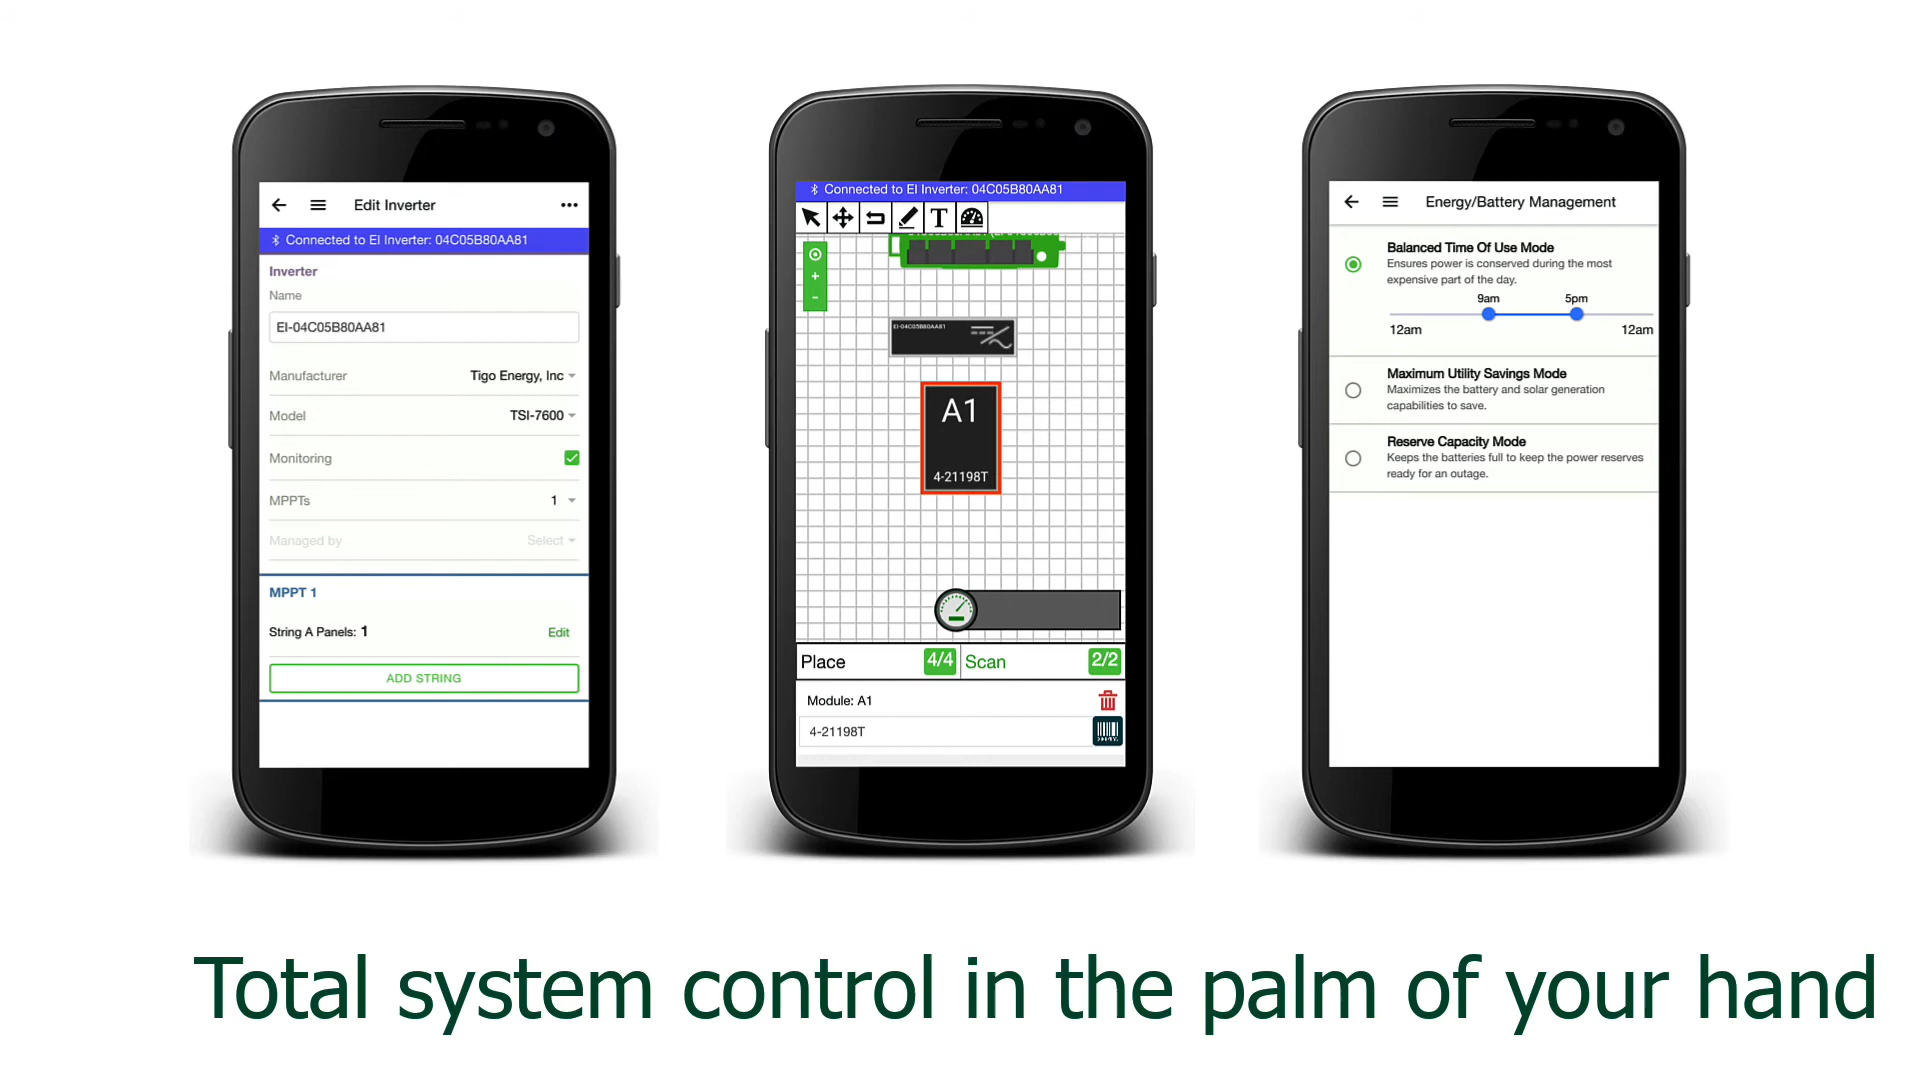 Edit Inverter
Connected to EI Inverter: 04C05B80AA81
Inverter
Name
EI-04C05B80AA81
Manufacturer Tigo Energy, Inc
Model TSI-7600
Monitoring
MPPTs 1
Managed by Select
MPPT 1
String A Panels: 1 Edit
ADD STRING
Connected to EI Inverter: 04C05B80AA81
T
+
-
EI-04C05B80AA81
A1
4-21198T
Place 4/4 Scan 2/2
Module: A1
4-21198T
Energy/Battery Management
Balanced Time Of Use Mode
Ensures power is conserved during the most
expensive part of the day.
9am 5pm
12am 12am
Maximum Utility Savings Mode
Maximizes the battery and solar generation
capabilities to save.
Reserve Capacity Mode
Keeps the batteries full to keep the power reserves
ready for an outage.
Total system control in the palm of your hand